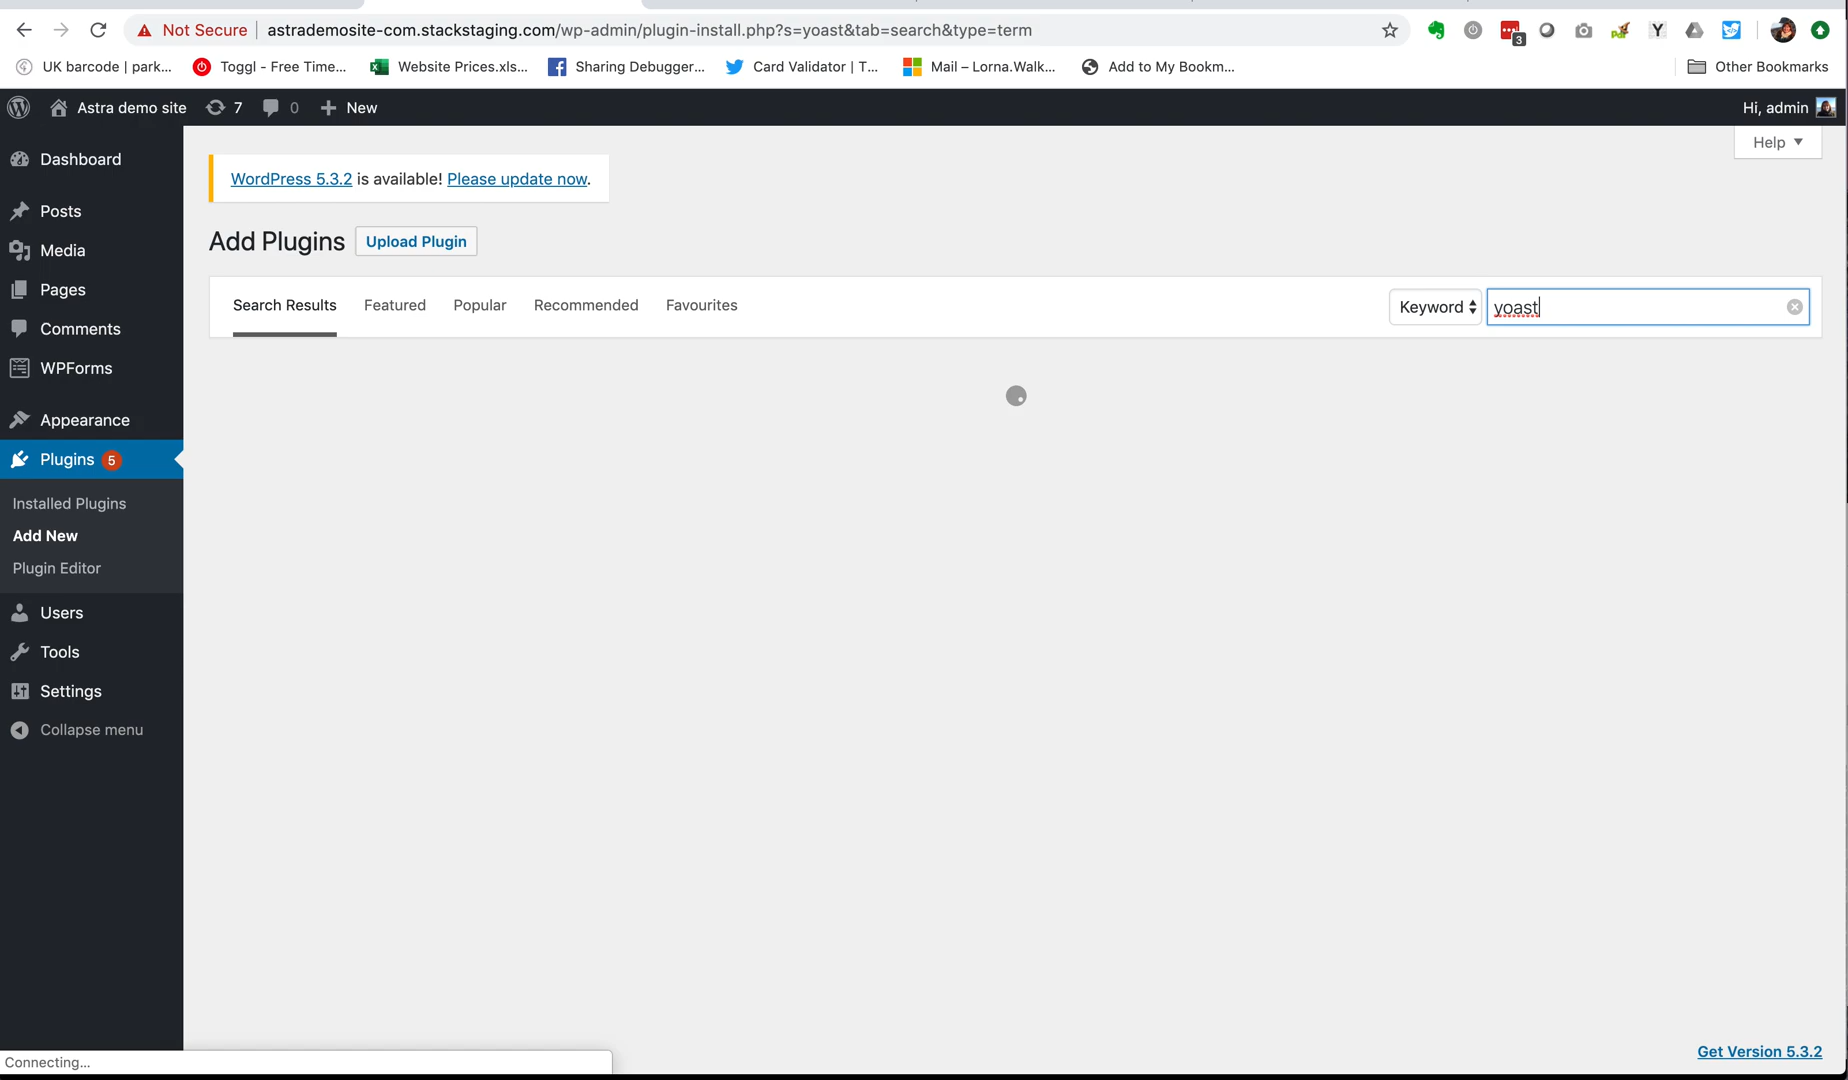 Not Secure astrademosite-com.stackstaging.com/wp-admin/plugin-install.php?s=yoast&tab=search&type=term
3
Y
UK barcode | park... Toggl - Free Time... Website Prices.xls... Sharing Debugger... Card Validator | T... Mail – Lorna.Walk... Add to My Bookm... Other Bookmarks
Astra demo site 7 0 New Hi, admin
Help
Dashboard
Posts
Media
Pages
Comments
WPForms
Appearance
Plugins 5
Installed Plugins
Add New
Plugin Editor
Users
Tools
Settings
Collapse menu
WordPress 5.3.2 is available! Please update now.
Add Plugins Upload Plugin
Search Results Featured Popular Recommended Favourites Keyword yoast
Get Version 5.3.2
Connecting...